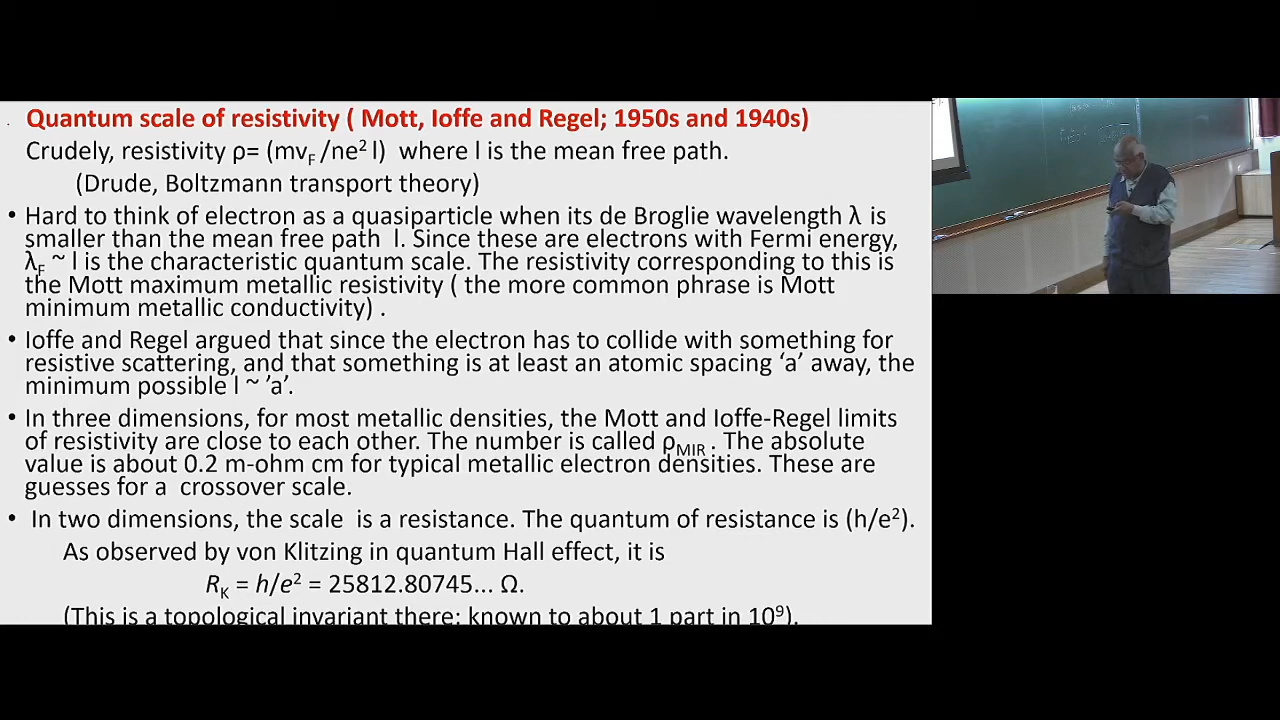 Quantum scale of resistivity ( Mott, Ioffe and Regel; 1950s and 1940s)
Crudely, resistivity ρ= (mvF /ne² l) where l is the mean free path.
(Drude, Boltzmann transport theory)
• Hard to think of electron as a quasiparticle when its de Broglie wavelength λ is
smaller than the mean free path l. Since these are electrons with Fermi energy,
λF ~ l is the characteristic quantum scale. The resistivity corresponding to this is
the Mott maximum metallic resistivity ( the more common phrase is Mott
minimum metallic conductivity) .
• Ioffe and Regel argued that since the electron has to collide with something for
resistive scattering, and that something is at least an atomic spacing ‘a’ away, the
minimum possible l ~ ’a’.
• In three dimensions, for most metallic densities, the Mott and Ioffe-Regel limits
of resistivity are close to each other. The number is called ρMIR . The absolute
value is about 0.2 m-ohm cm for typical metallic electron densities. These are
guesses for a crossover scale.
• In two dimensions, the scale is a resistance. The quantum of resistance is (h/e²).
As observed by von Klitzing in quantum Hall effect, it is
RK = h/e² = 25812.80745... Ω.
(This is a topological invariant there; known to about 1 part in 10⁹).